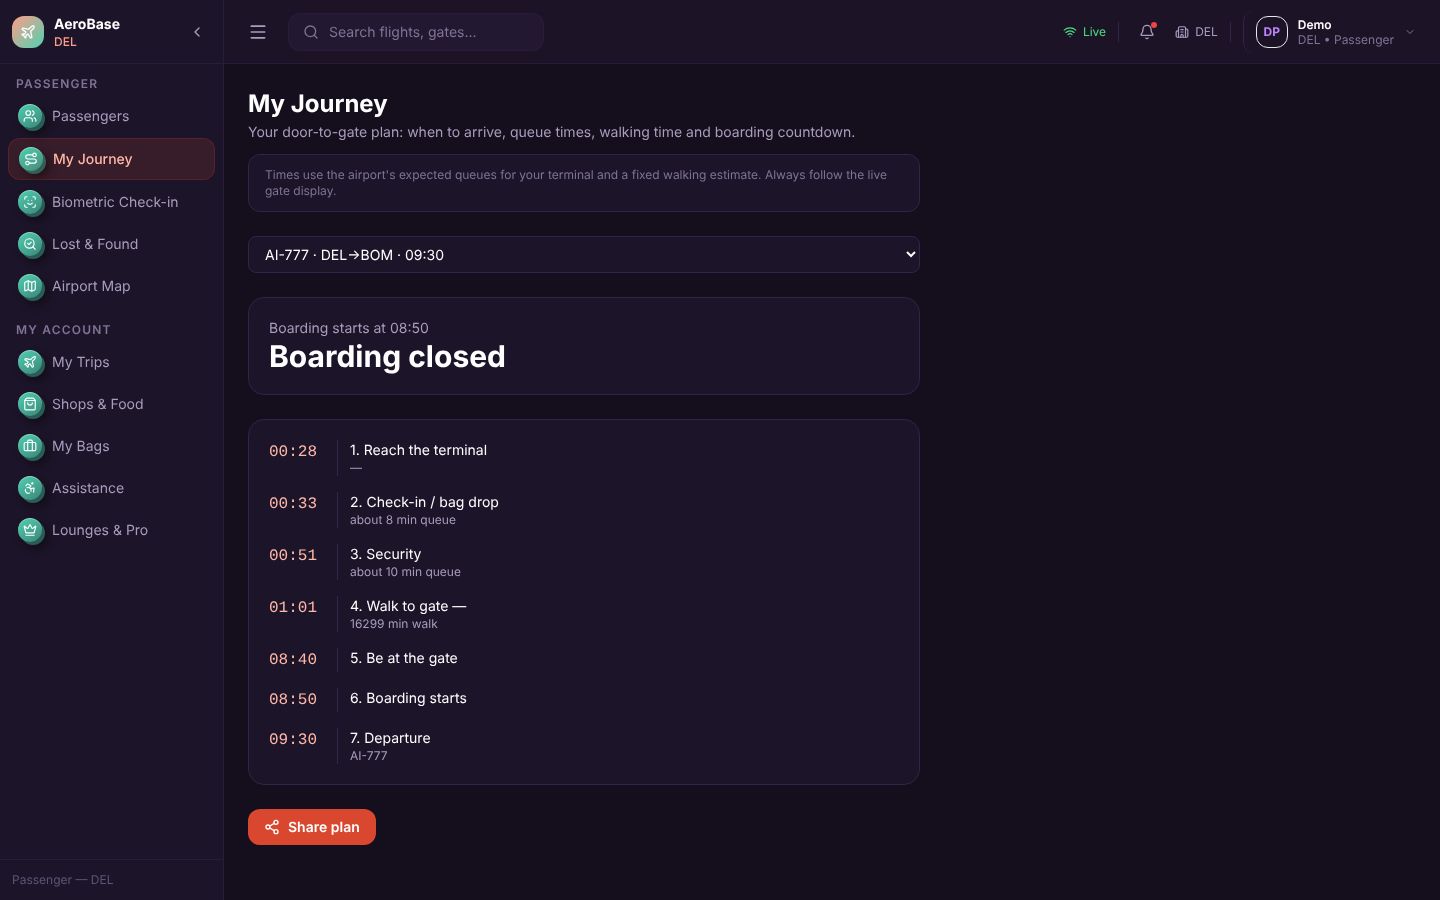 AeroBase
DEL
Search flights, gates...
Live
DEL
DP
Demo
DEL • Passenger
PASSENGER
Passengers
My Journey
Biometric Check-in
Lost & Found
Airport Map
MY ACCOUNT
My Trips
Shops & Food
My Bags
Assistance
Lounges & Pro
Passenger — DEL
My Journey
Your door-to-gate plan: when to arrive, queue times, walking time and boarding countdown.
Times use the airport's expected queues for your terminal and a fixed walking estimate. Always follow the live
gate display.
AI-777 · DEL→BOM · 09:30
Boarding starts at 08:50
Boarding closed
00:28 1. Reach the terminal
—
00:33 2. Check-in / bag drop
about 8 min queue
00:51 3. Security
about 10 min queue
01:01 4. Walk to gate —
16299 min walk
08:40 5. Be at the gate
08:50 6. Boarding starts
09:30 7. Departure
AI-777
Share plan